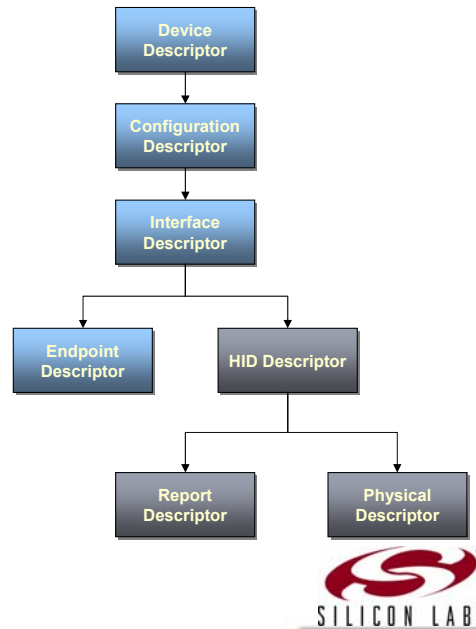 Device
Descriptor
Configuration
Descriptor
Interface
Descriptor
Endpoint
Descriptor
HID Descriptor
Report
Descriptor
Physical
Descriptor
SILICON LAB